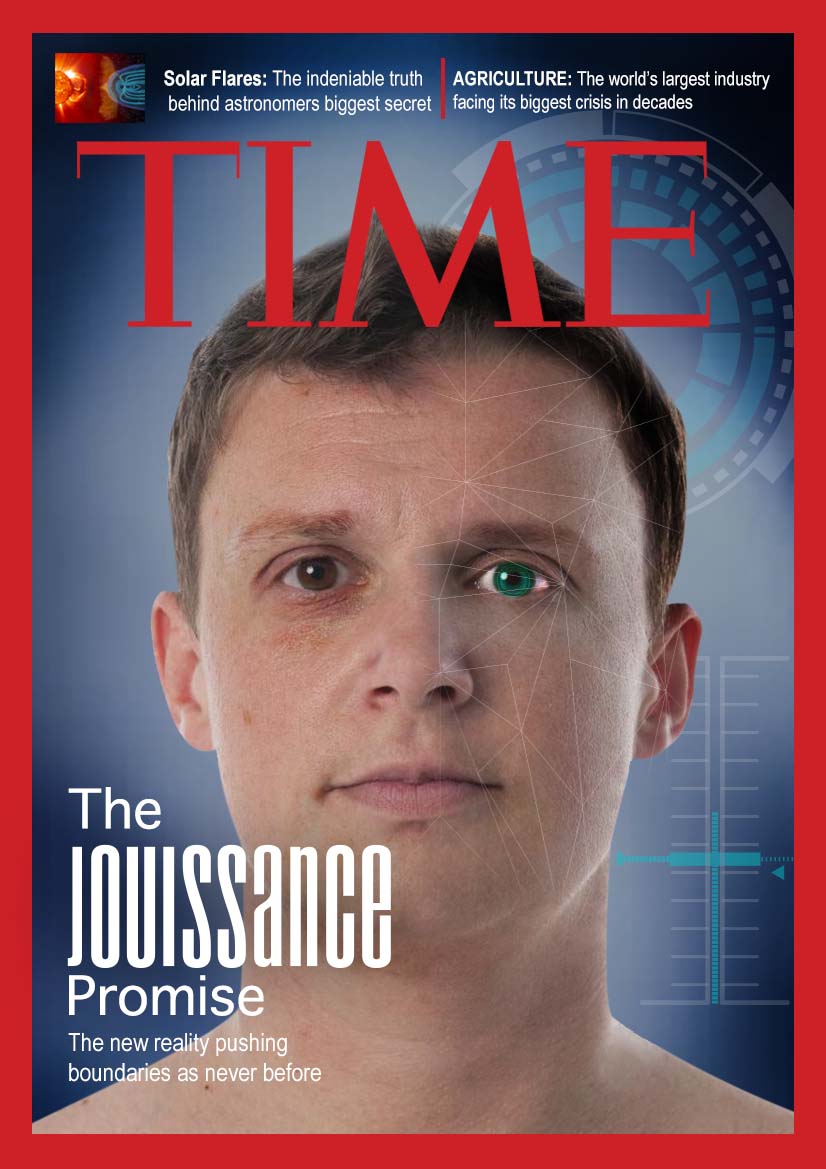 Solar Flares: The indeniable truth
behind astronomers biggest secret
AGRICULTURE: The world's largest industry
facing its biggest crisis in decades
TIME
The
JOUISSANCE
Promise
The new reality pushing
boundaries as never before